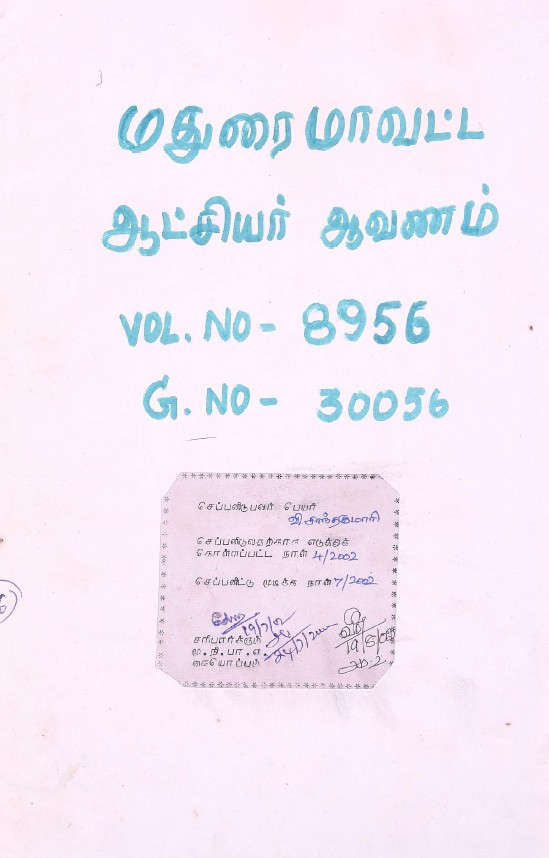 மதுரை மாவட்ட
ஆட்சியர் ஆவணம்
VOL. NO - 8956
G. NO - 30056
செப்பனிடுபவர் பெயர்
வி சாந்தகுமாரி
செப்பனிடுவதற்காக எடுத்துக்
கொள்ளப்பட்ட நாள் 4/2002
செப்பனிட்டு முடித்த நாள் 7/2002
சரிபார்க்கும்
மு. நி. பா. எ.
கையொப்பம்